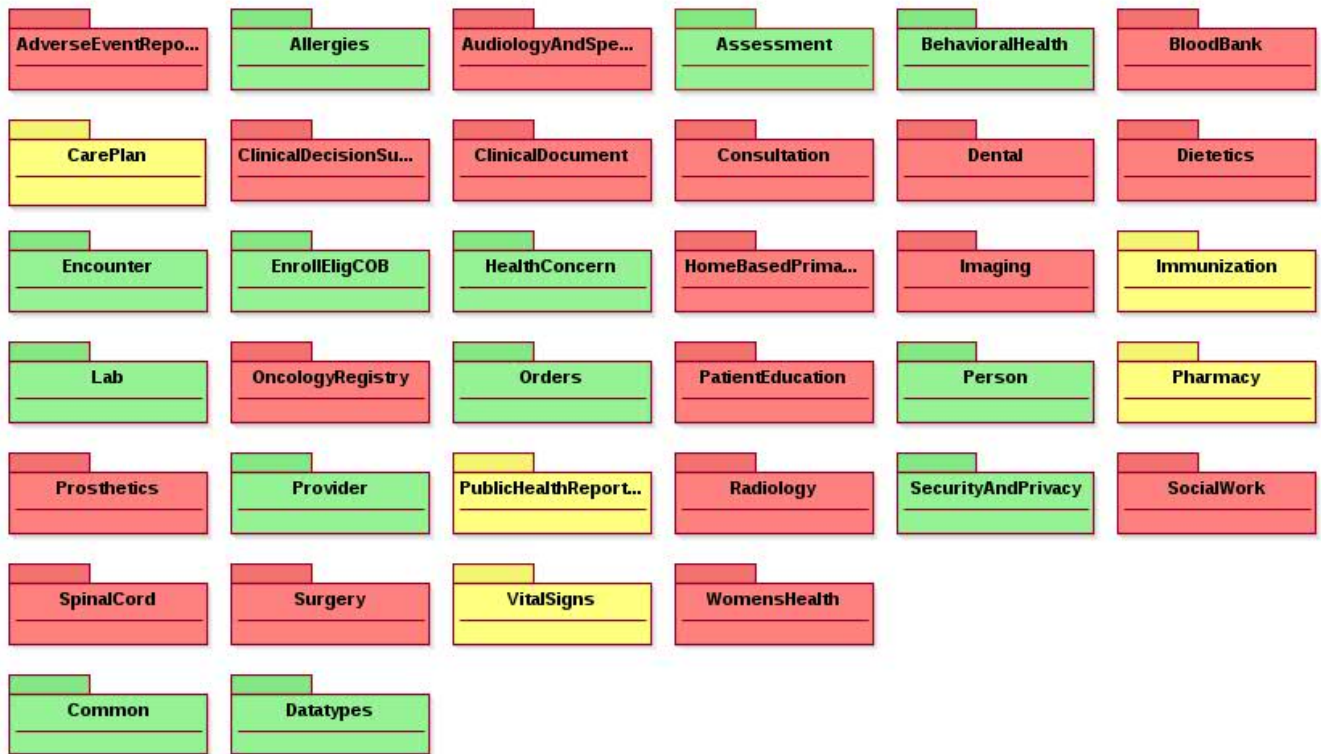 AdverseEventRepo...
Allergies
AudiologyAndSpe...
Assessment
BehavioralHealth
BloodBank
CarePlan
ClinicalDecisionSu...
ClinicalDocument
Consultation
Dental
Dietetics
Encounter
EnrollEligCOB
HealthConcern
HomeBasedPrima...
Imaging
Immunization
Lab
OncologyRegistry
Orders
PatientEducation
Person
Pharmacy
Prosthetics
Provider
PublicHealthReport...
Radiology
SecurityAndPrivacy
SocialWork
SpinalCord
Surgery
VitalSigns
WomensHealth
Common
Datatypes